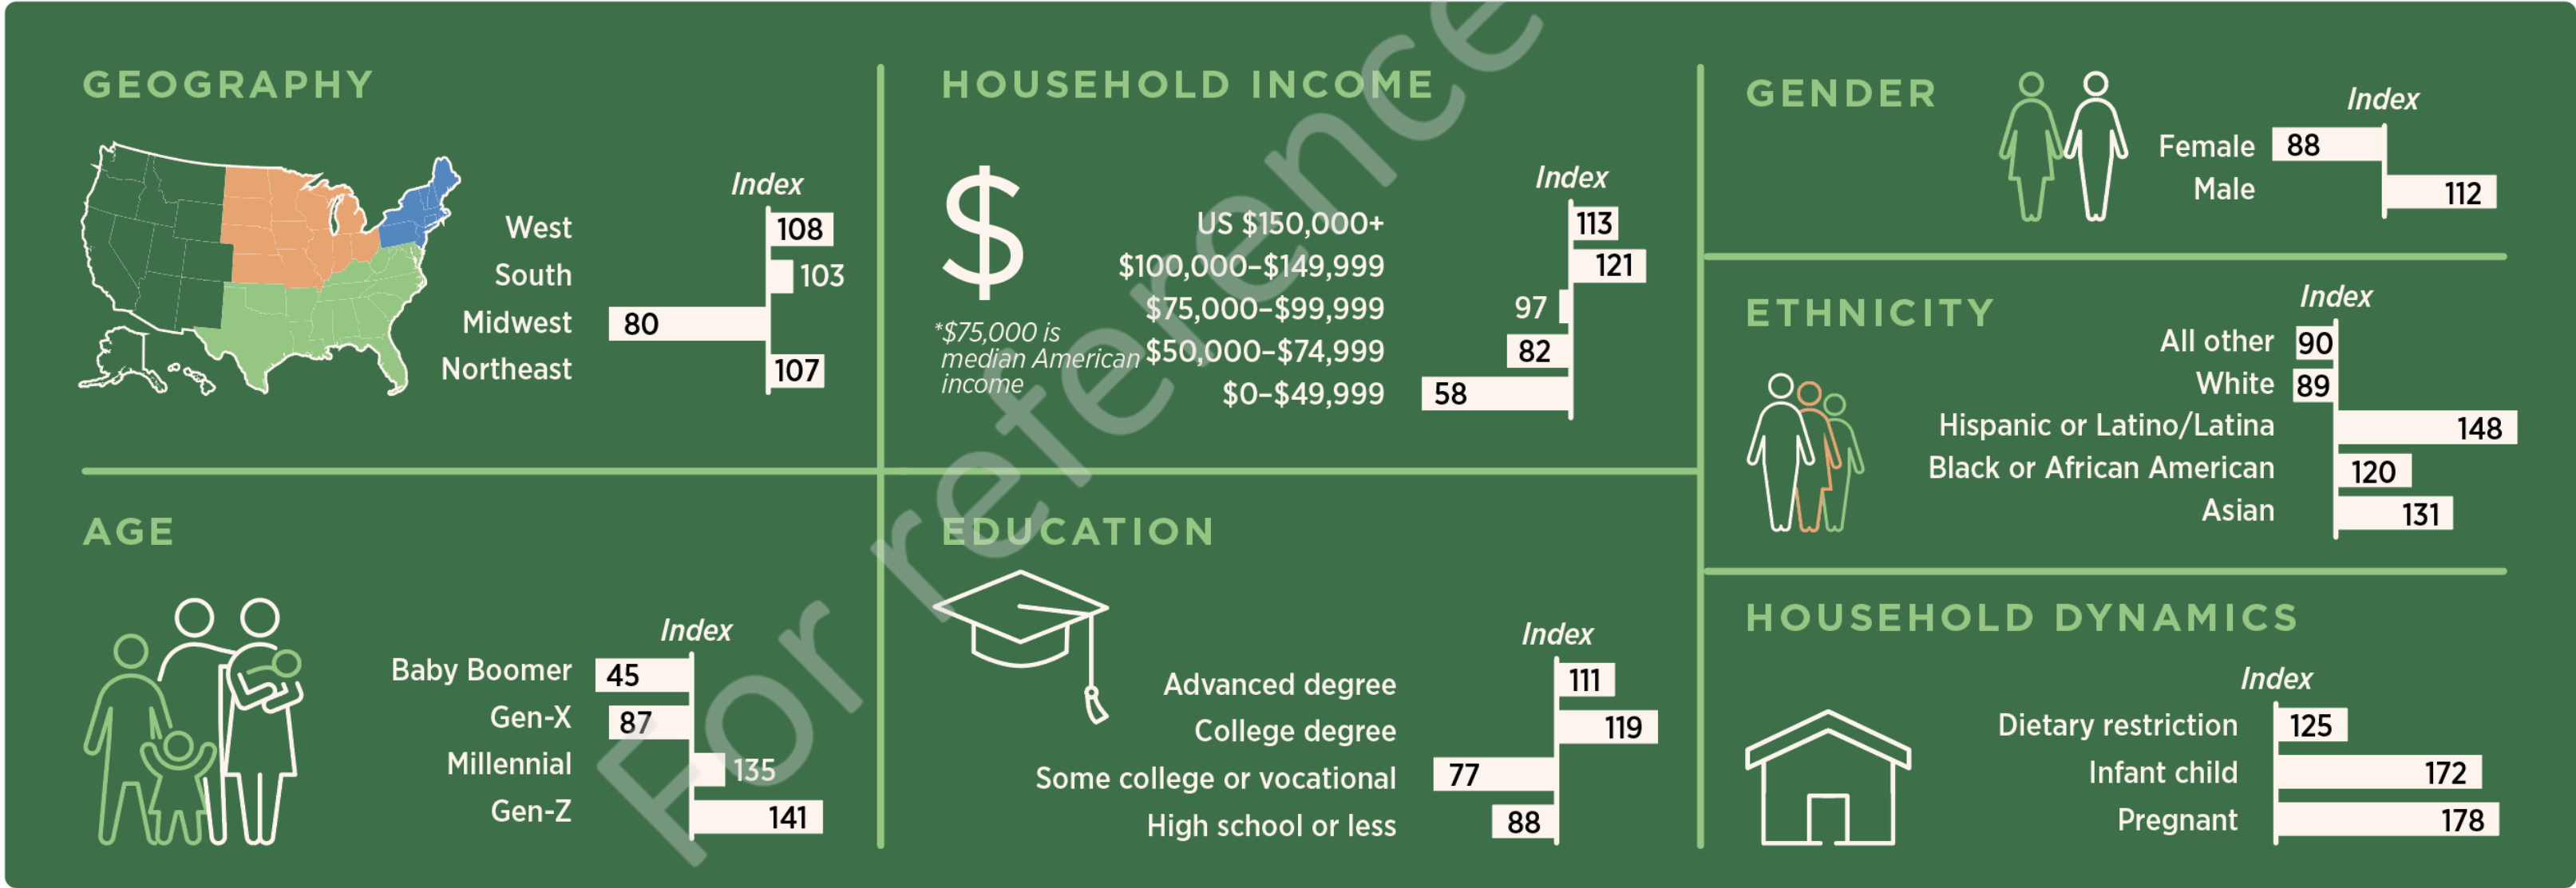 GEOGRAPHY
Index
West 108
South 103
Midwest 80
Northeast 107
HOUSEHOLD INCOME
Index
US $150,000+ 113
$100,000–$149,999 121
$75,000–$99,999 97
$50,000–$74,999 82
$0–$49,999 58
*$75,000 is
median American
income
GENDER
Index
Female 88
Male 112
ETHNICITY
Index
All other 90
White 89
Hispanic or Latino/Latina 148
Black or African American 120
Asian 131
AGE
Index
Baby Boomer 45
Gen-X 87
Millennial 135
Gen-Z 141
EDUCATION
Index
Advanced degree 111
College degree 119
Some college or vocational 77
High school or less 88
HOUSEHOLD DYNAMICS
Index
Dietary restriction 125
Infant child 172
Pregnant 178
For reference